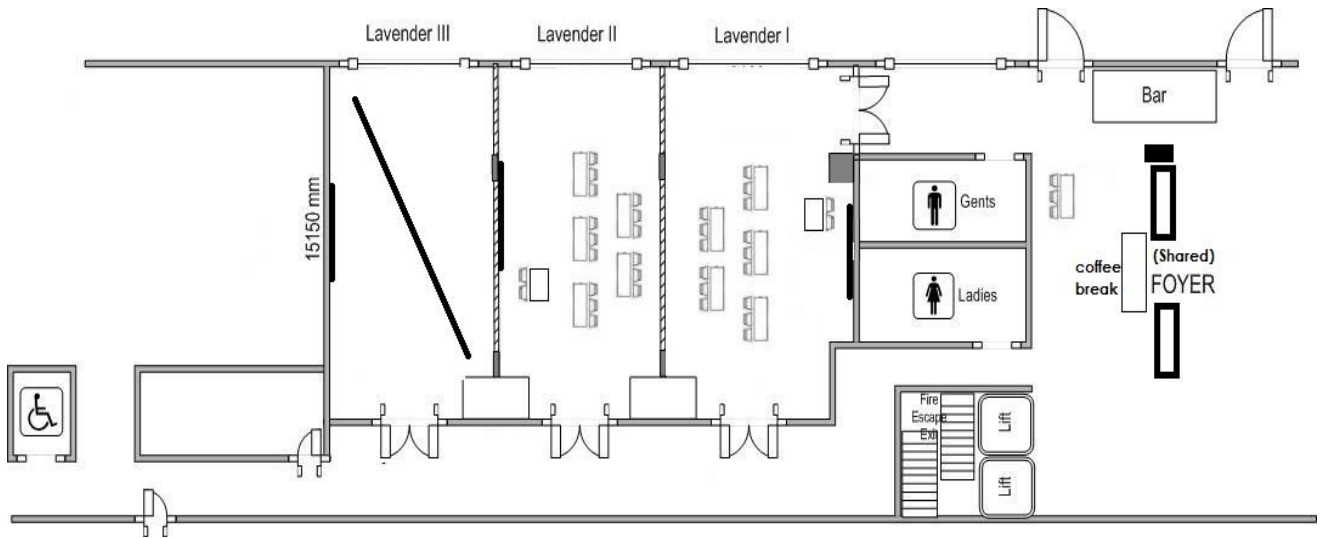 Lavender III
Lavender II
Lavender I
Bar
15150 mm
Gents
Ladies
coffee
break
(Shared)
FOYER
Fire
Escape
Exit
Lift
Lift